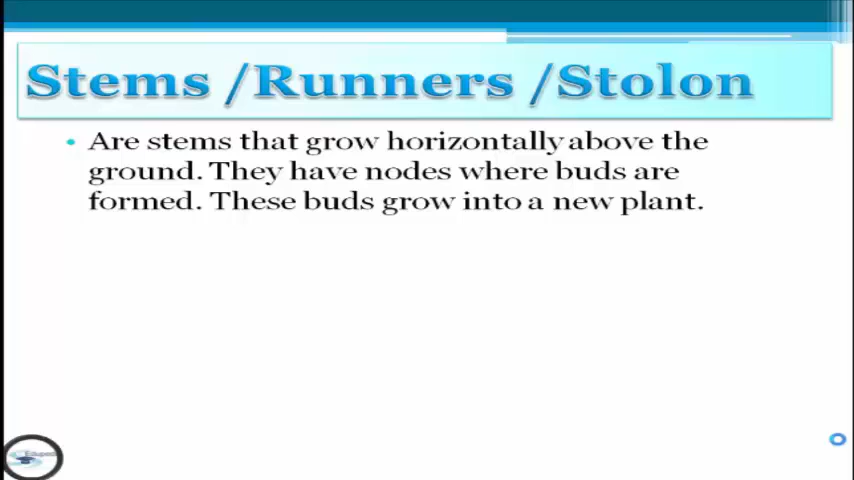 Stems /Runners /Stolon
• Are stems that grow horizontally above the
ground. They have nodes where buds are
formed. These buds grow into a new plant.